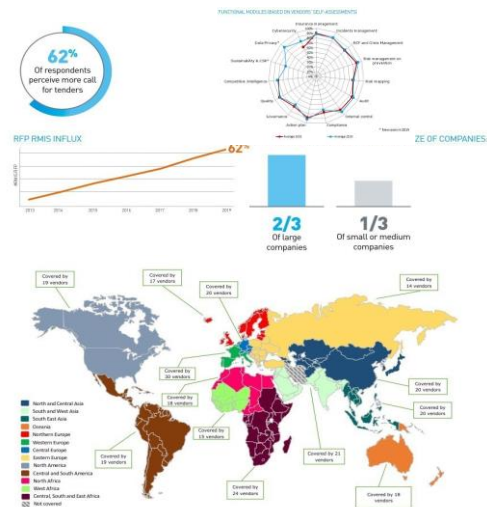 62%
Of respondents
perceive more call
for tenders
FUNCTIONAL MODULES BASED ON VENDORS' SELF-ASSESSMENTS
Insurance management
Incidents management
BCP and Crisis Management
Risk management or
prevention
Risk mapping
Audit
Internal control
Compliance
Action plan
Governance
Quality
Competitive intelligence
Sustainability & CSR*
Data Privacy*
Cybersecurity
RFP RMIS INFLUX
62%
2013
2014
2015
2016
2017
2018
2019
ZE OF COMPANIES:
2/3
Of large
companies
1/3
Of small or medium
companies
Covered by
19 vendors
Covered by
17 vendors
Covered by
26 vendors
Covered by
14 vendors
Covered by
30 vendors
Covered by
18 vendors
Covered by
15 vendors
Covered by
19 vendors
Covered by
24 vendors
Covered by
21 vendors
Covered by
20 vendors
Covered by
20 vendors
Covered by 18
vendors
North and Central Asia
South and West Asia
South East Asia
Oceania
Northern Europe
Western Europe
Central Europe
Eastern Europe
North America
Central and South America
North Africa
West Africa
Central, South and East Africa
Not covered